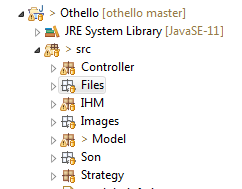 > Othello [othello master]
JRE System Library [JavaSE-11]
> src
Controller
Files
IHM
Images
> Model
Son
Strategy